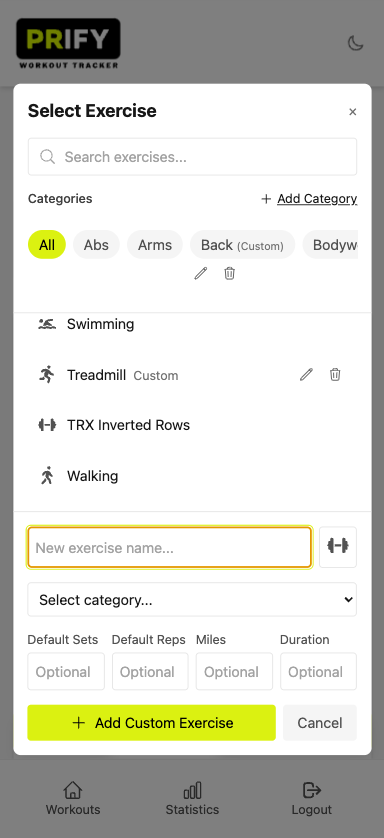 PRIFY
WORKOUT TRACKER
Select Exercise ×
Search exercises...
Categories + Add Category
All Abs Arms Back (Custom) Bodyw
Swimming
Treadmill Custom
TRX Inverted Rows
Walking
New exercise name...
Select category...
Default Sets Default Reps Miles Duration
Optional Optional Optional Optional
+ Add Custom Exercise Cancel
Workouts Statistics Logout